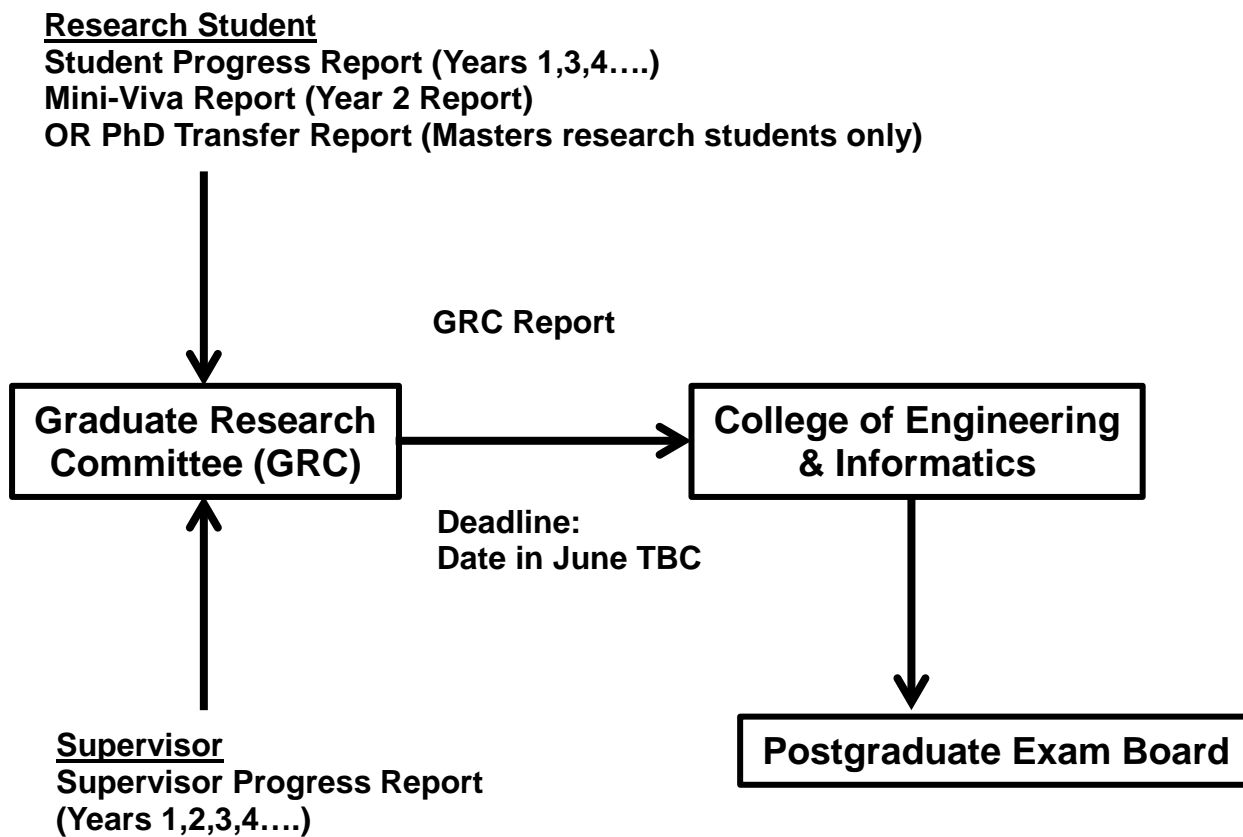 Research Student
Student Progress Report (Years 1,3,4….)
Mini-Viva Report (Year 2 Report)
OR PhD Transfer Report (Masters research students only)
GRC Report
Graduate Research
Committee (GRC)
College of Engineering
& Informatics
Deadline:
Date in June TBC
Supervisor
Supervisor Progress Report
(Years 1,2,3,4….)
Postgraduate Exam Board